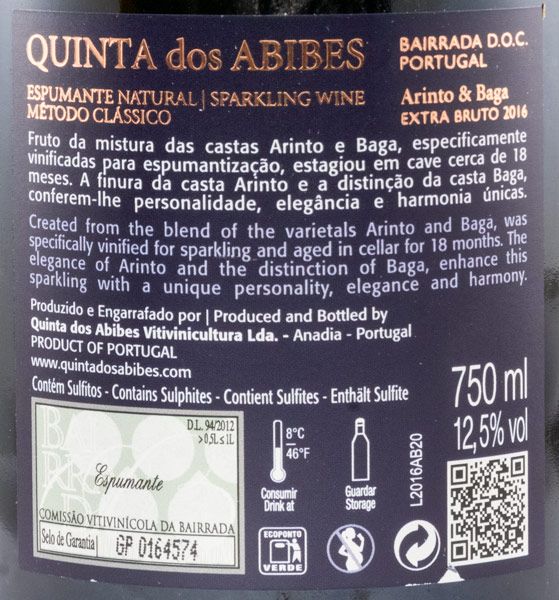 QUINTA dos ABIBES
BAIRRADA D.O.C.
PORTUGAL
ESPUMANTE NATURAL | SPARKLING WINE
MÉTODO CLÁSSICO
Arinto & Baga
EXTRA BRUTO 2016
Fruto da mistura das castas Arinto e Baga, especificamente
vinificadas para espumantização, estagiou em cave cerca de 18
meses. A finura da casta Arinto e a distinção da casta Baga,
conferem-lhe personalidade, elegância e harmonia únicas.
Created from the blend of the varietals Arinto and Baga, was
specifically vinified for sparkling and aged in cellar for 18 months. The
elegance of Arinto and the distinction of Baga, enhance this
sparkling with a unique personality, elegance and harmony.
Produzido e Engarrafado por | Produced and Bottled by
Quinta dos Abibes Vitivinicultura Lda. - Anadia - Portugal
PRODUCT OF PORTUGAL
www.quintadosabibes.com
Contém Sulfitos - Contains Sulphites - Contient Sulfites - Enthält Sulfite
750 ml
12,5% vol
D.L. 94/2012
> 0,5L ≤ 1L
BAI
RRA
DA
Espumante
COMISSÃO VITIVINÍCOLA DA BAIRRADA
Selo de Garantia
GP 0164574
8°C
46°F
Consumir
Drink at
Guardar
Storage
L2016AB20
ECOPONTO
VERDE